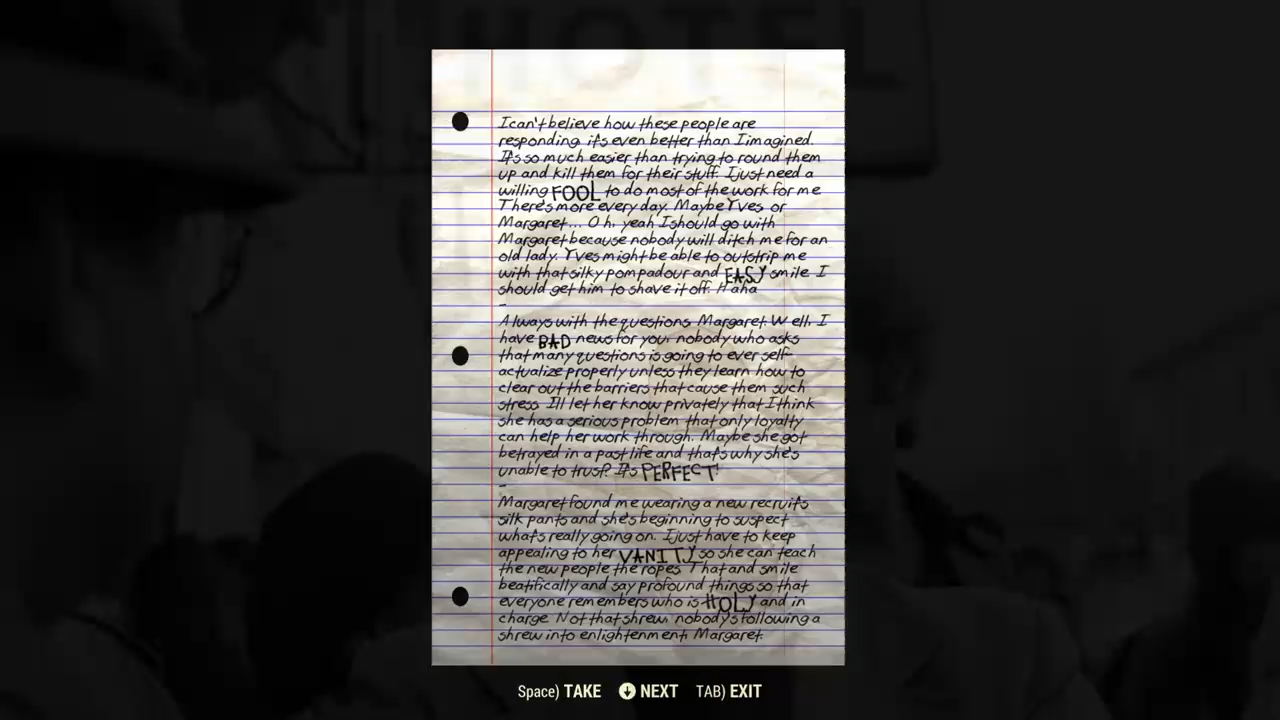 HOTEL
I can't believe how these people are
responding. it's even better than I imagined.
It's so much easier than trying to round them
up and kill them for their stuff. I just need a
willing FOOL to do most of the work for me
There's more every day. Maybe Yves or
Margaret... Oh, yeah I should go with
Margaret because nobody will ditch me for an
old lady. Yves might be able to outstrip me
with that silky pompadour and EASY smile. I
should get him to shave it off. Haha
-
Always with the questions, Margaret. Well, I
have BAD news for you: nobody who asks
that many questions is going to ever self-
actualize properly unless they learn how to
clear out the barriers that cause them such
stress. I'll let her know privately that I think
she has a serious problem that only loyalty
can help her work through. Maybe she got
betrayed in a past life and that's why she's
unable to trust? It's PERFECT!
-
Margaret found me wearing a new recruit's
silk pants and she's beginning to suspect
what's really going on. I just have to keep
appealing to her VANITY so she can teach
the new people the ropes. That and smile
beatifically and say profound things so that
everyone remembers who is HOLY and in
charge. Not that shrew, nobody's following a
shrew into enlightenment, Margaret.
Space) TAKE NEXT TAB) EXIT